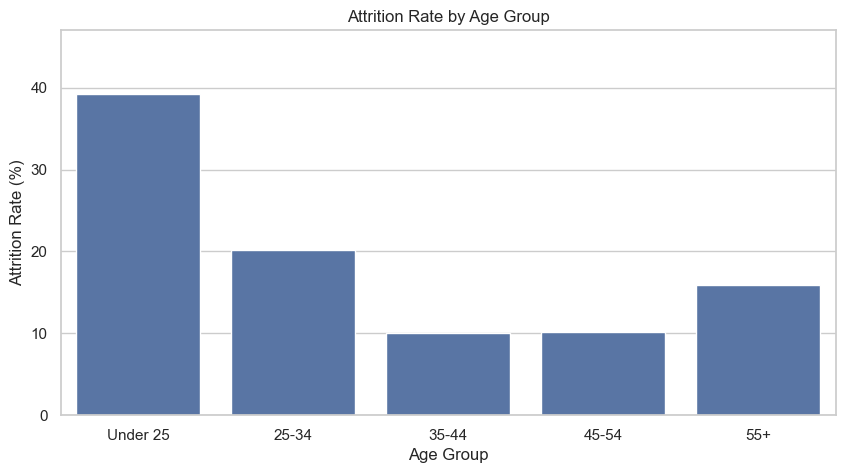 Attrition Rate by Age Group
Attrition Rate (%)
40
30
20
10
0
Under 25 25-34 35-44 45-54 55+
Age Group